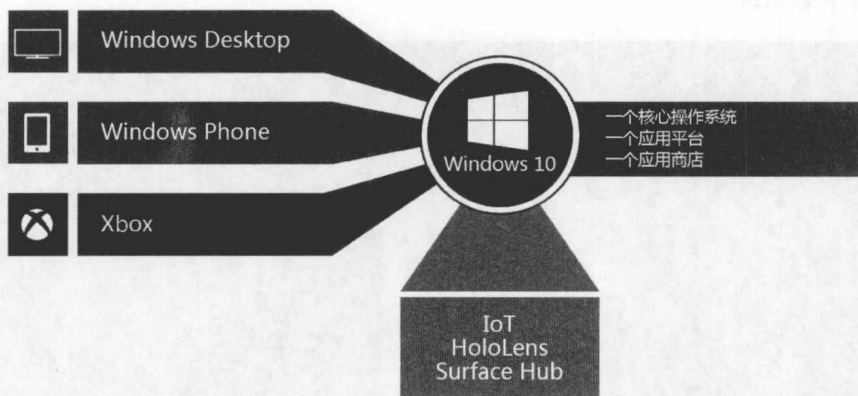 Windows Desktop
Windows Phone
Xbox
Windows 10
一个核心操作系统
一个应用平台
一个应用商店
IoT
HoloLens
Surface Hub